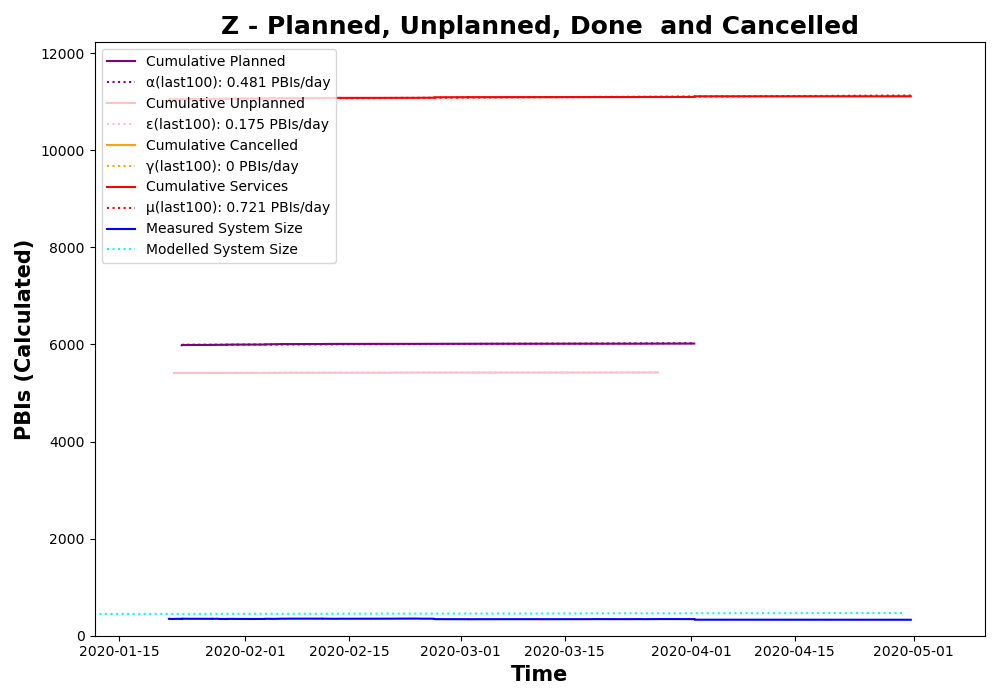 Z - Planned, Unplanned, Done  and Cancelled
12000
10000
8000
6000
4000
2000
0
PBIs (Calculated)
Cumulative Planned
α(last100): 0.481 PBIs/day
Cumulative Unplanned
ε(last100): 0.175 PBIs/day
Cumulative Cancelled
γ(last100): 0 PBIs/day
Cumulative Services
μ(last100): 0.721 PBIs/day
Measured System Size
Modelled System Size
2020-01-15 2020-02-01 2020-02-15 2020-03-01 2020-03-15 2020-04-01 2020-04-15 2020-05-01
Time